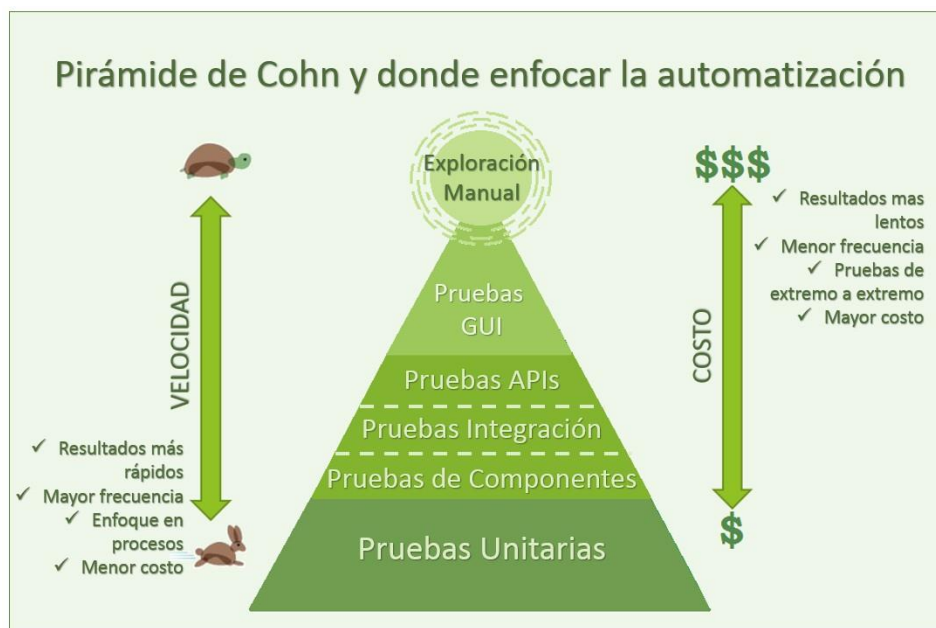 Pirámide de Cohn y donde enfocar la automatización
Exploración
Manual
Pruebas
GUI
Pruebas APIs
Pruebas Integración
Pruebas de Componentes
Pruebas Unitarias
VELOCIDAD
✓ Resultados más
rápidos
✓ Mayor frecuencia
✓ Enfoque en
procesos
✓ Menor costo
$$$
COSTO
$
✓ Resultados mas
lentos
✓ Menor frecuencia
✓ Pruebas de
extremo a extremo
✓ Mayor costo